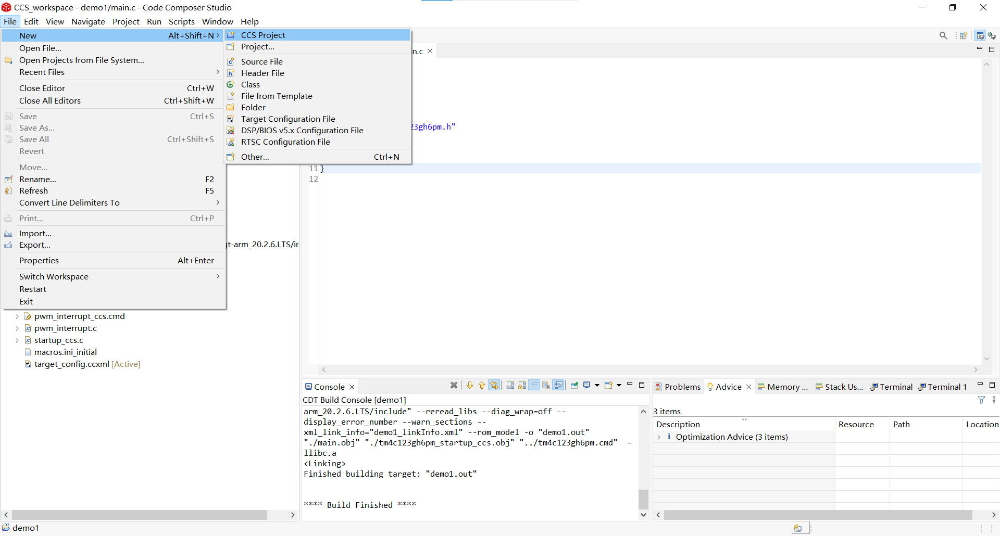 CCS_workspace - demo1/main.c - Code Composer Studio
File Edit View Navigate Project Run Scripts Window Help
New Alt+Shift+N
Open File...
Open Projects from File System...
Recent Files
Close Editor Ctrl+W
Close All Editors Ctrl+Shift+W
Save Ctrl+S
Save As...
Save All Ctrl+Shift+S
Revert
Move...
Rename... F2
Refresh F5
Convert Line Delimiters To
Print... Ctrl+P
Import...
Export...
Properties Alt+Enter
Switch Workspace
Restart
Exit
CCS Project
Project...
Source File
Header File
Class
File from Template
Folder
Target Configuration File
DSP/BIOS v5.x Configuration File
RTSC Configuration File
Other... Ctrl+N
n.c
23gh6pm.h"
11 }
12
t-arm_20.2.6.LTS/ir
pwm_interrupt_ccs.cmd
pwm_interrupt.c
startup_ccs.c
macros.ini_initial
target_config.ccxml [Active]
Console
CDT Build Console [demo1]
arm_20.2.6.LTS/include" --reread_libs --diag_wrap=off --
display_error_number --warn_sections --
xml_link_info="demo1_linkInfo.xml" --rom_model -o "demo1.out"
"./main.obj" "./tm4c123gh6pm_startup_ccs.obj" "../tm4c123gh6pm.cmd" -
llibc.a
<Linking>
Finished building target: "demo1.out"
**** Build Finished ****
Problems Advice Memory ... Stack Us... Terminal Terminal 1
3 items
Description Resource Path Location
Optimization Advice (3 items)
demo1